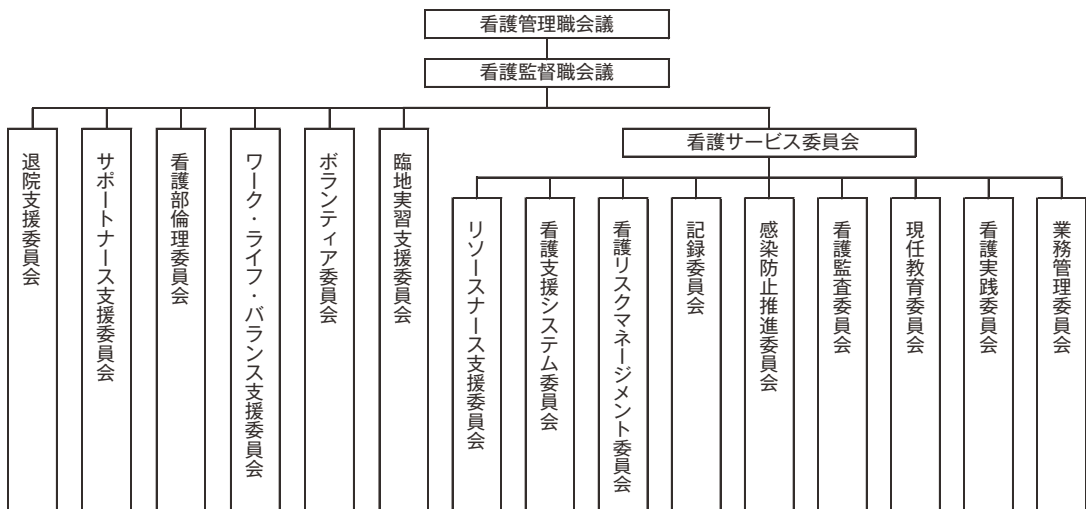 看護管理職会議
看護監督職会議
看護サービス委員会
退院支援委員会
サポートナース支援委員会
看護部倫理委員会
ワーク・ライフ・バランス支援委員会
ボランティア委員会
臨地実習支援委員会
リソースナース支援委員会
看護支援システム委員会
看護リスクマネージメント委員会
記録委員会
感染防止推進委員会
看護監査委員会
現任教育委員会
看護実践委員会
業務管理委員会